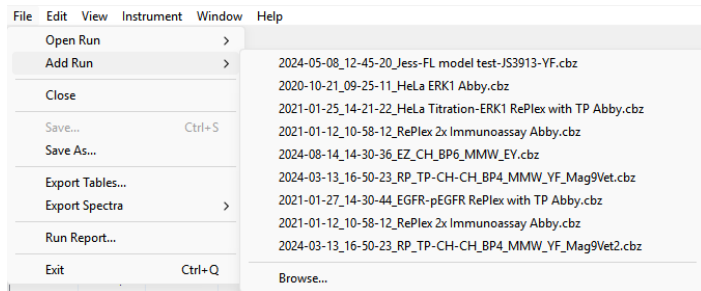 File Edit View Instrument Window Help
Open Run >
Add Run >
Close
Save... Ctrl+S
Save As...
Export Tables...
Export Spectra >
Run Report...
Exit Ctrl+Q
2024-05-08_12-45-20_Jess-FL model test-JS3913-YF.cbz
2020-10-21_09-25-11_HeLa ERK1 Abby.cbz
2021-01-25_14-21-22_HeLa Titration-ERK1 RePlex with TP Abby.cbz
2021-01-12_10-58-12_RePlex 2x Immunoassay Abby.cbz
2024-08-14_14-30-36_EZ_CH_BP6_MMW_EY.cbz
2024-03-13_16-50-23_RP_TP-CH-CH_BP4_MMW_YF_Mag9Vet.cbz
2021-01-27_14-30-44_EGFR-pEGFR RePlex with TP Abby.cbz
2021-01-12_10-58-12_RePlex 2x Immunoassay Abby.cbz
2024-03-13_16-50-23_RP_TP-CH-CH_BP4_MMW_YF_Mag9Vet2.cbz
Browse...